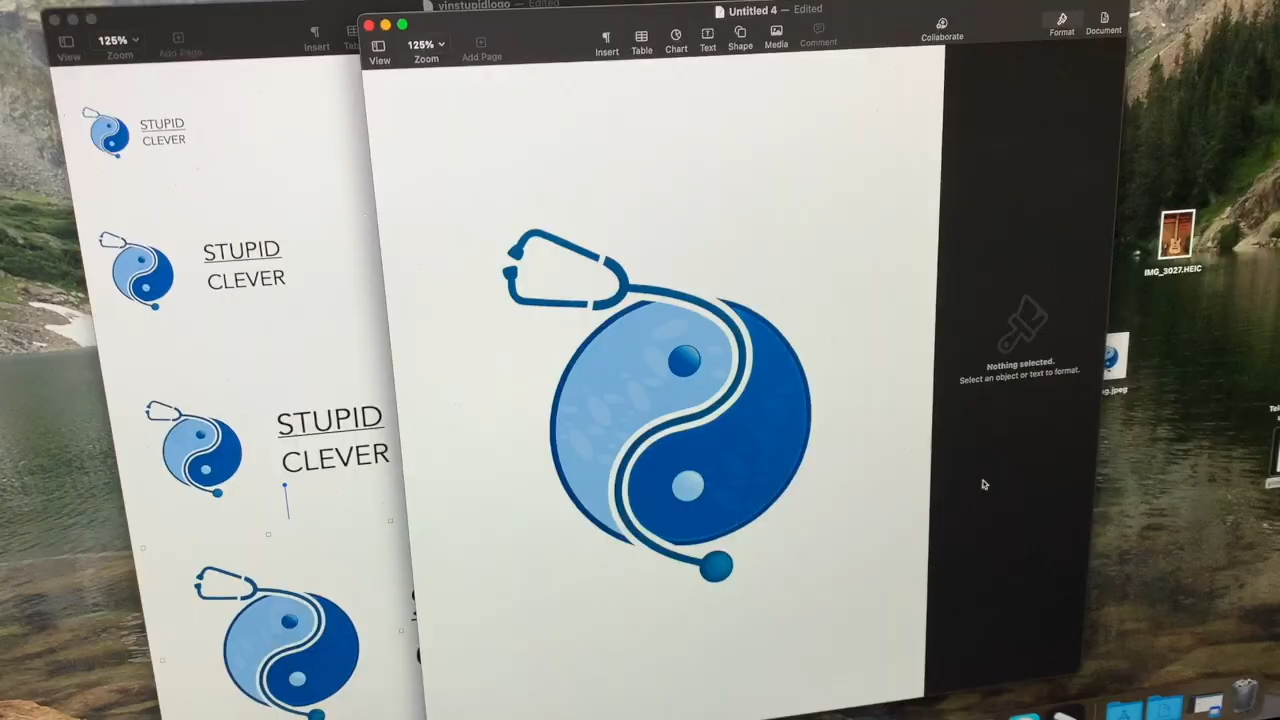 vinstupidlogo — Edited
125%
View
Zoom
Add Page
Insert
STUPID
CLEVER
STUPID
CLEVER
STUPID
CLEVER
Untitled 4 — Edited
125%
View
Zoom
Add Page
Insert
Table
Chart
Text
Shape
Media
Comment
Collaborate
Format
Document
Nothing selected.
Select an object or text to format.
IMG_3027.HEIC